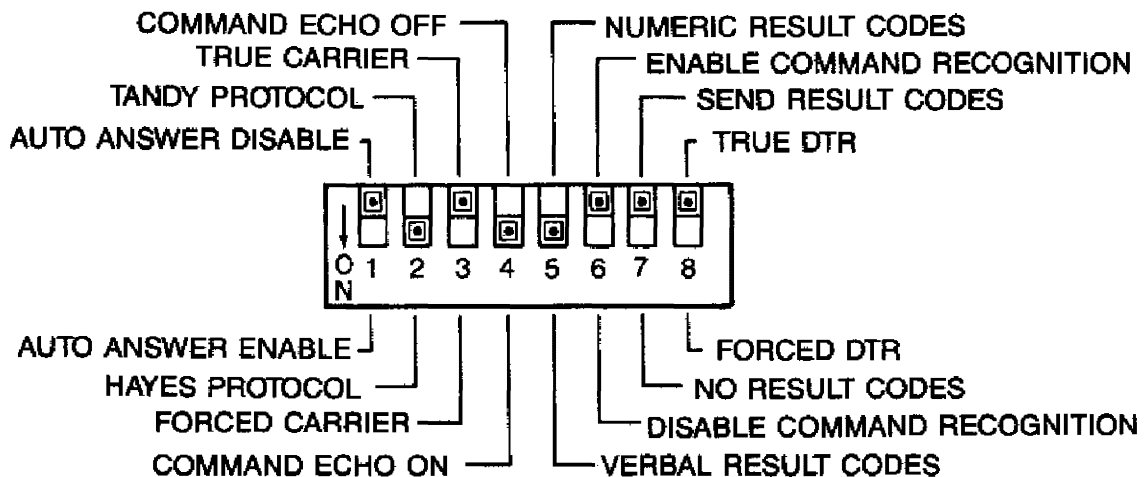 COMMAND ECHO OFF
NUMERIC RESULT CODES
TRUE CARRIER
ENABLE COMMAND RECOGNITION
TANDY PROTOCOL
SEND RESULT CODES
AUTO ANSWER DISABLE
TRUE DTR
ON
1 2 3 4 5 6 7 8
AUTO ANSWER ENABLE
FORCED DTR
HAYES PROTOCOL
NO RESULT CODES
FORCED CARRIER
DISABLE COMMAND RECOGNITION
COMMAND ECHO ON
VERBAL RESULT CODES